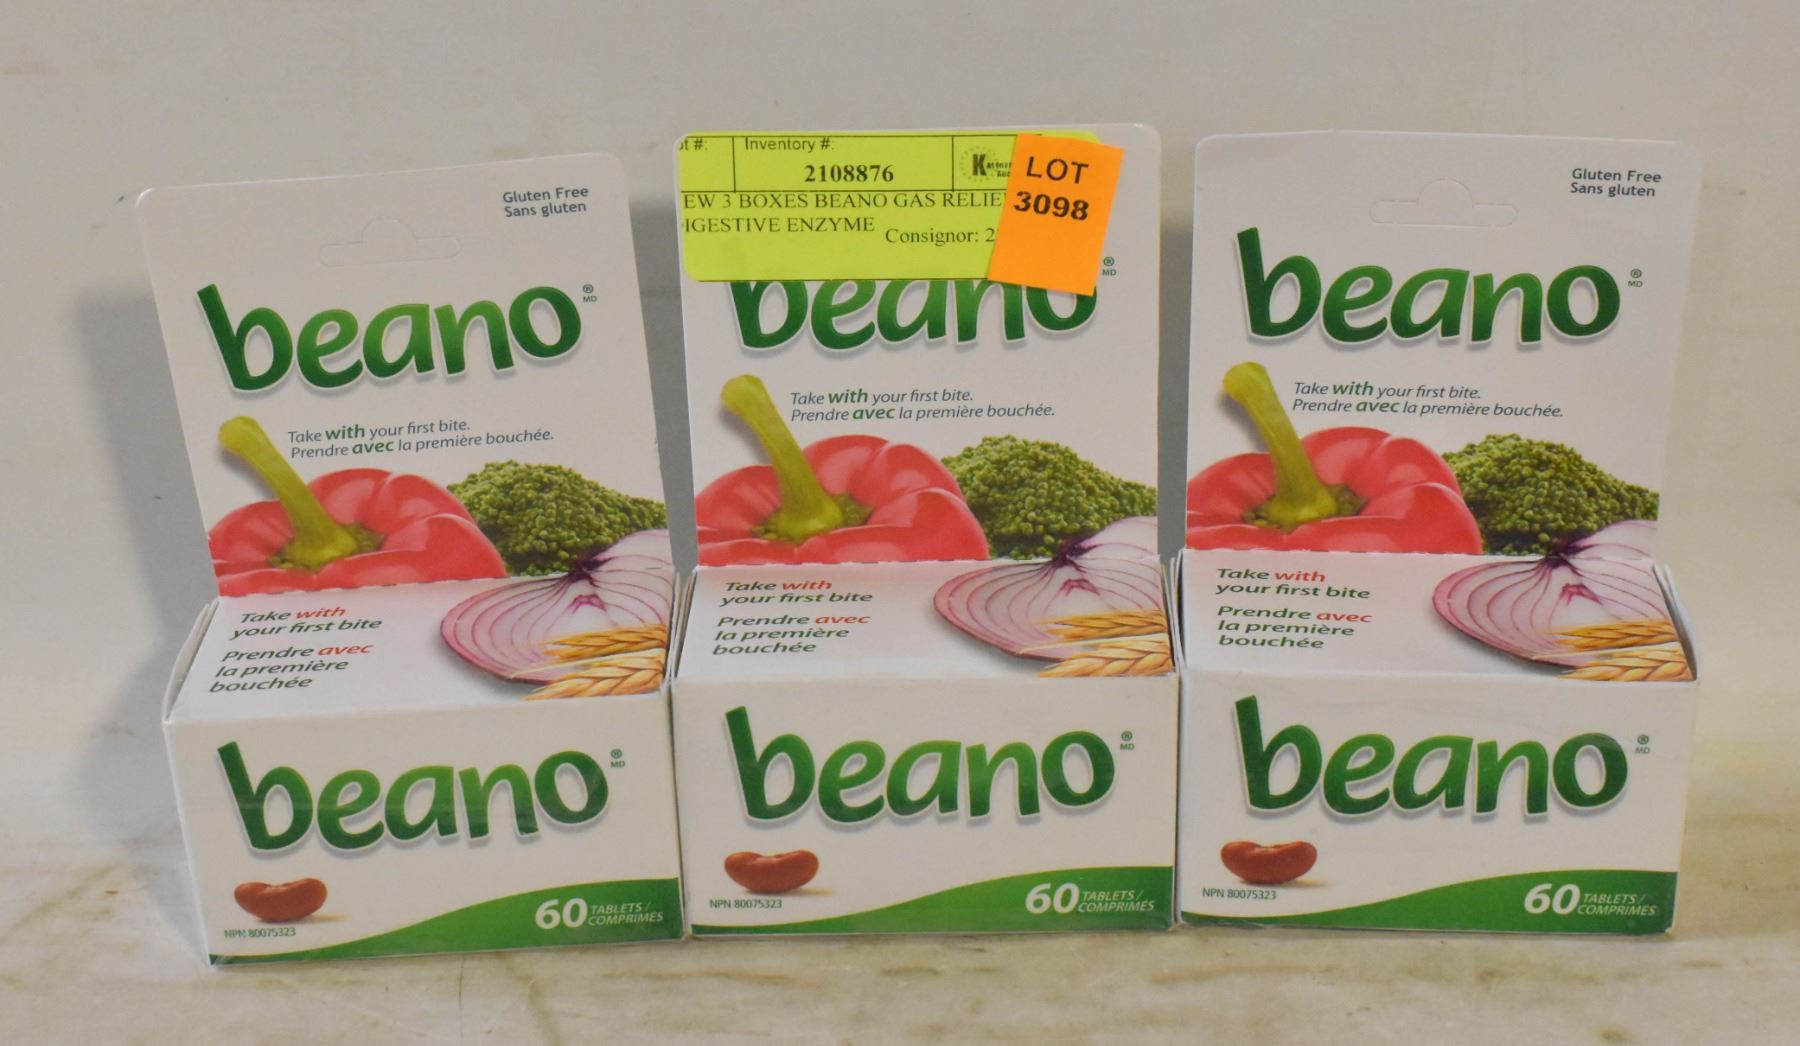 Gluten Free
Sans gluten
beano
® MD
Take with your first bite.
Prendre avec la première bouchée.
Take with
your first bite
Prendre avec
la première
bouchée
beano
® MD
NPN 80075323
60 TABLETS /
COMPRIMÉS
Inventory #:
2108876
3 BOXES BEANO GAS
ENZYME
Consignor:
LOT
3098
beano
® MD
Take with your first bite.
Prendre avec la première bouchée.
Take with
your first bite
Prendre avec
la première
bouchée
beano
® MD
NPN 80075323
60 TABLETS /
COMPRIMÉS
Gluten Free
Sans gluten
beano
® MD
Take with your first bite.
Prendre avec la première bouchée.
Take with
your first bite
Prendre avec
la première
bouchée
beano
® MD
NPN 80075323
60 TABLETS /
COMPRIMÉS